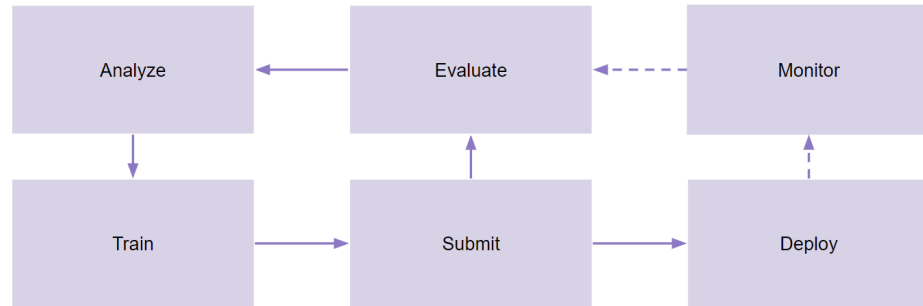 Analyze
Evaluate
Monitor
Train
Submit
Deploy